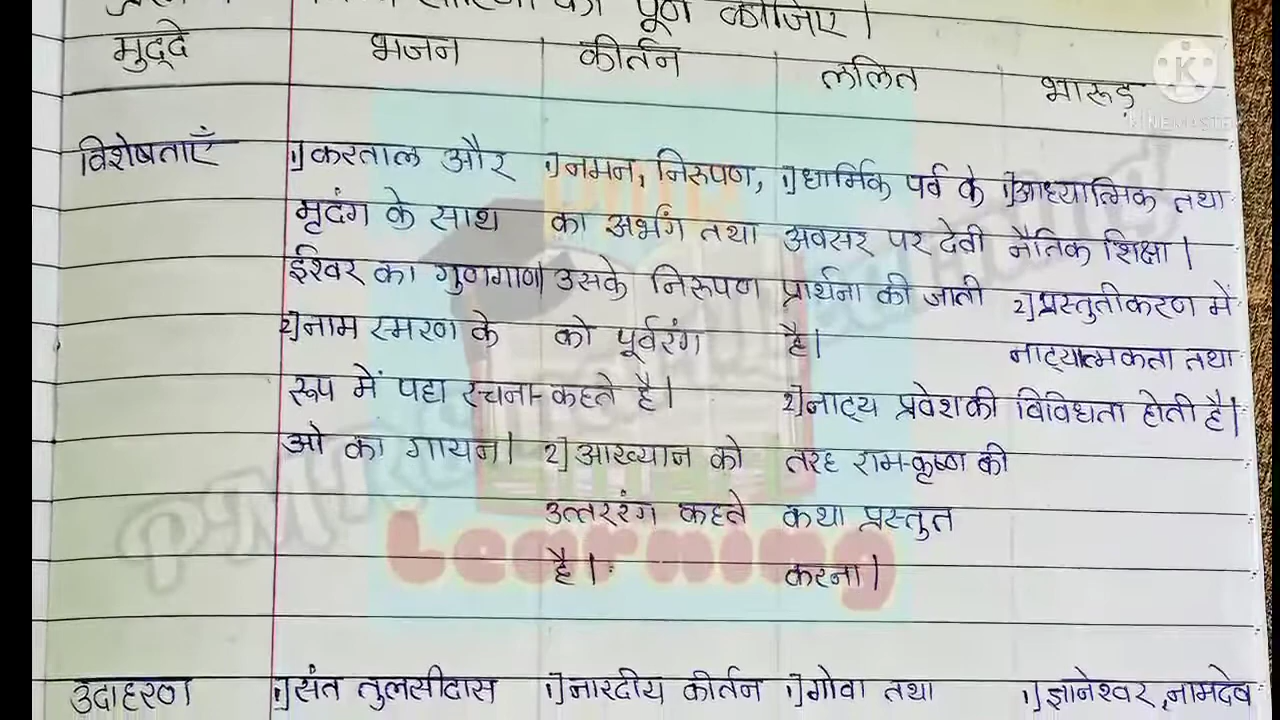 पूर्ण कीजिए।
मुद्दे भजन कीर्तन ललित भारूड़
विशेषताएँ 1] करताल और 1] नमन, निरुपण, 1] धार्मिक पर्व के 1] आध्यात्मिक तथा
मृदंग के साथ का अभंग तथा अवसर पर देवी नैतिक शिक्षा।
ईश्वर का गुणगाण। उसके निरुपण प्रार्थना की जाती 2] प्रस्तुतीकरण में
2] नाम स्मरण के को पूर्वरंग है। नाट्यात्मकता तथा
रूप में पद्य रचना- कहते है। 2] नाट्य प्रवेश की विविधता होती है।
ओ का गायन। 2] आख्यान को तरह राम-कृष्ण की
उत्तररंग कहते कथा प्रस्तुत
है। करना।
उदाहरण 1] संत तुलसीदास 1] नारदीय कीर्तन 1] गोवा तथा 1] ज्ञानेश्वर, नामदेव
Learning
KINEMASTER